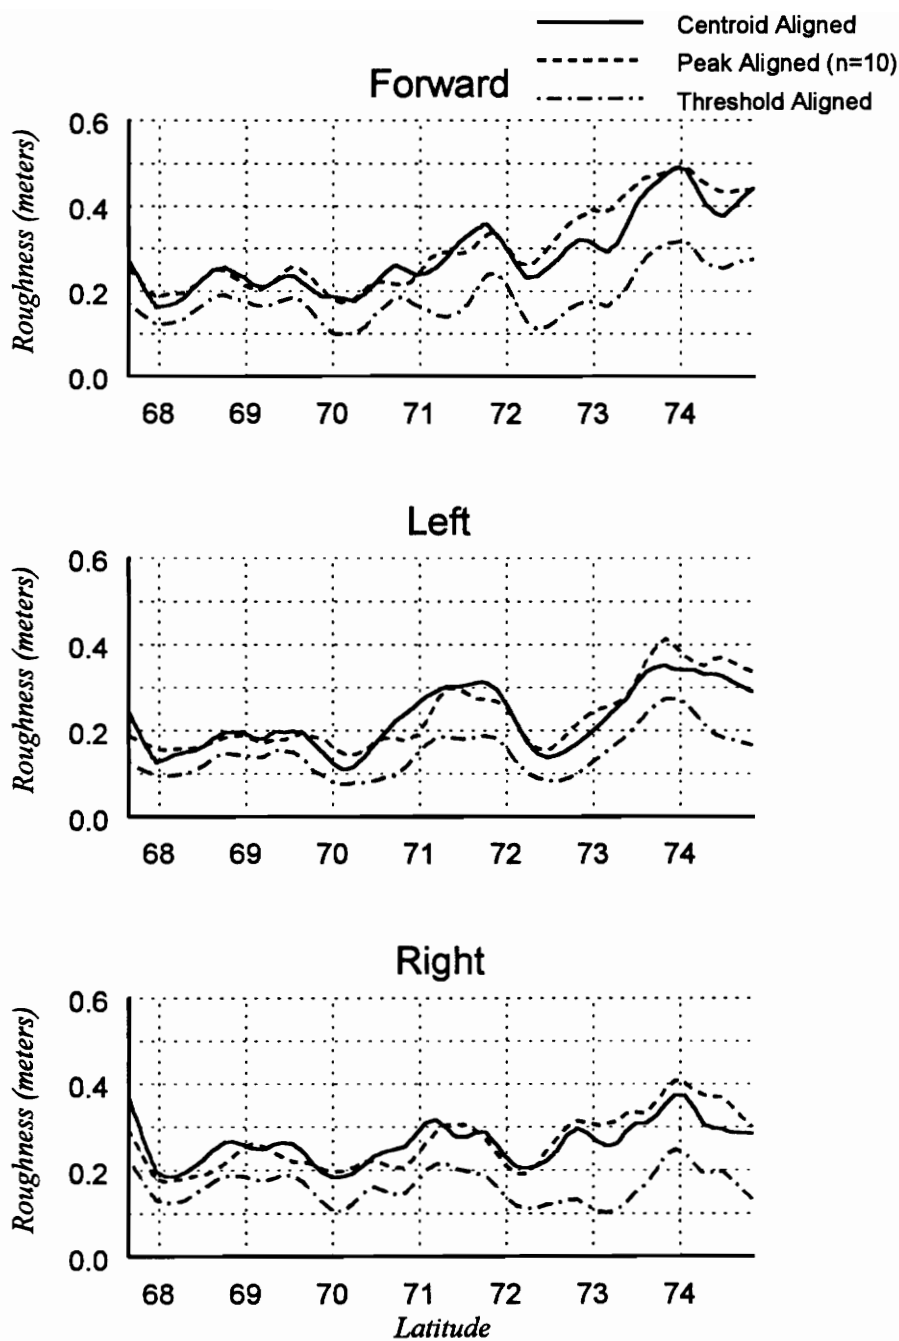 Centroid Aligned
Peak Aligned (n=10)
Threshold Aligned
Forward
Roughness (meters)
0.6
0.4
0.2
0.0
68 69 70 71 72 73 74
Left
Roughness (meters)
0.6
0.4
0.2
0.0
68 69 70 71 72 73 74
Right
Roughness (meters)
0.6
0.4
0.2
0.0
68 69 70 71 72 73 74
Latitude